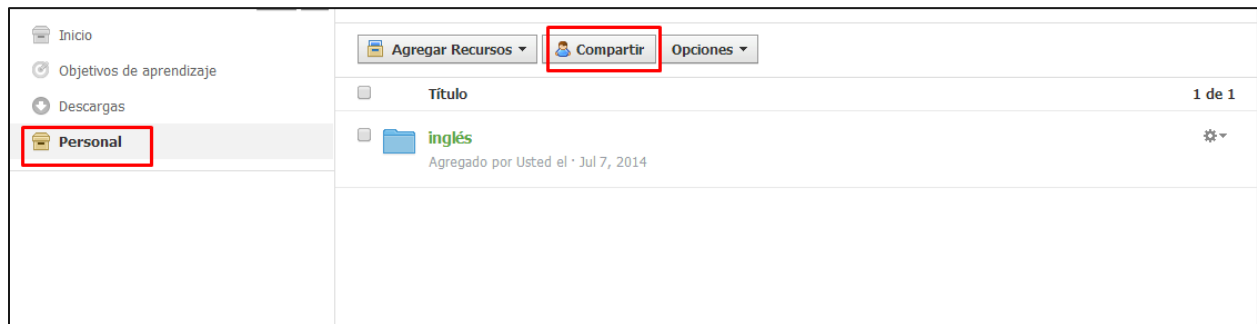 Inicio
Objetivos de aprendizaje
Descargas
Personal
Agregar Recursos Compartir Opciones
Título 1 de 1
inglés
Agregado por Usted el · Jul 7, 2014